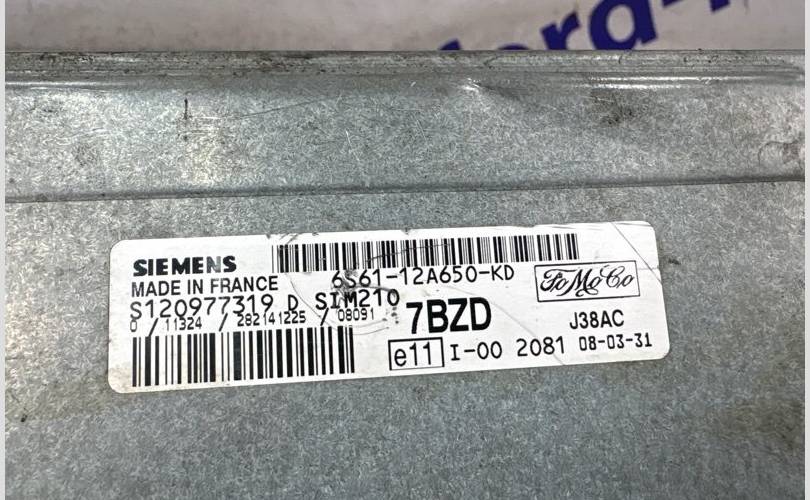 SIEMENS
6S61-12A650-KD
MADE IN FRANCE
FoMoCo
S120977319 D SIM210
0 / 11324 / 282141225 / 08091
7BZD
J38AC
e11 I-00 2081 08-03-31